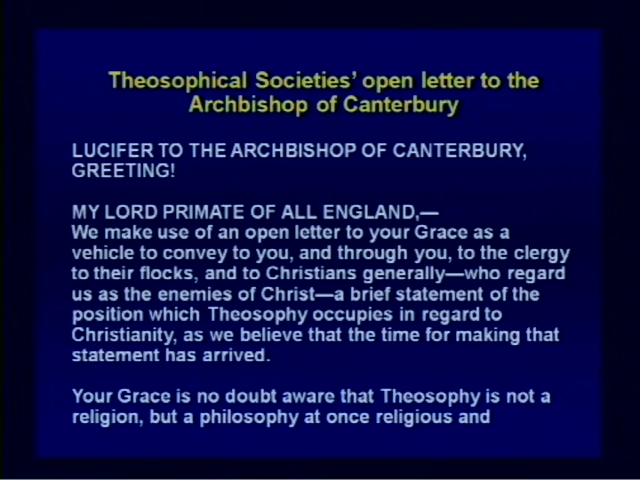 Theosophical Societies' open letter to the
Archbishop of Canterbury
LUCIFER TO THE ARCHBISHOP OF CANTERBURY,
GREETING!
MY LORD PRIMATE OF ALL ENGLAND,—
We make use of an open letter to your Grace as a
vehicle to convey to you, and through you, to the clergy
to their flocks, and to Christians generally—who regard
us as the enemies of Christ—a brief statement of the
position which Theosophy occupies in regard to
Christianity, as we believe that the time for making that
statement has arrived.
Your Grace is no doubt aware that Theosophy is not a
religion, but a philosophy at once religious and